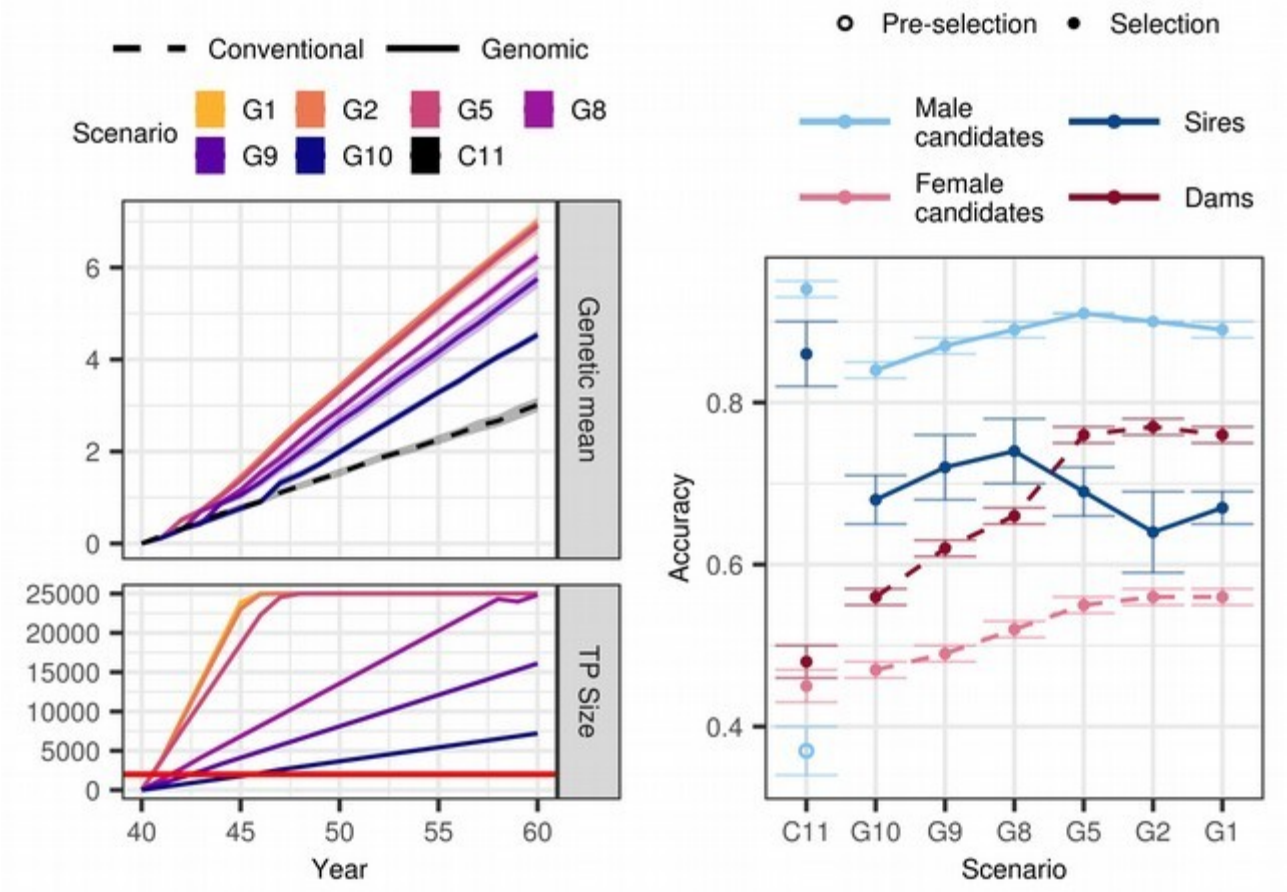 Conventional Genomic
Scenario
G1 G2 G5 G8
G9 G10 C11
6
4
2
0
Genetic mean
25000
20000
15000
10000
5000
0
TP Size
40 45 50 55 60
Year
Pre-selection Selection
Male
candidates
Sires
Female
candidates
Dams
0.8
0.6
0.4
Accuracy
C11 G10 G9 G8 G5 G2 G1
Scenario